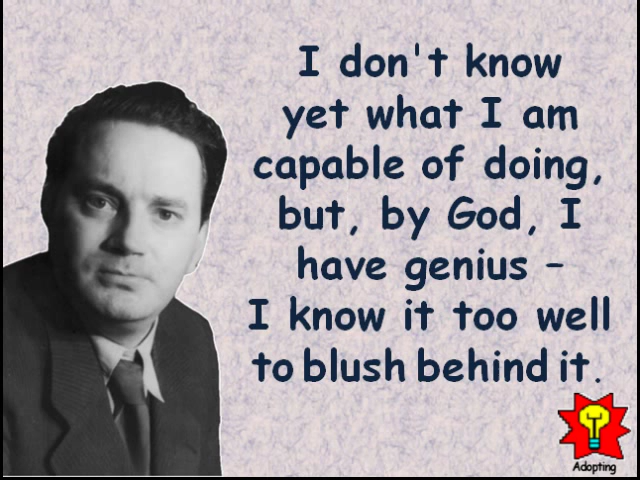 I don't know
yet what I am
capable of doing,
but, by God, I
have genius –
I know it too well
to blush behind it.
Adopting